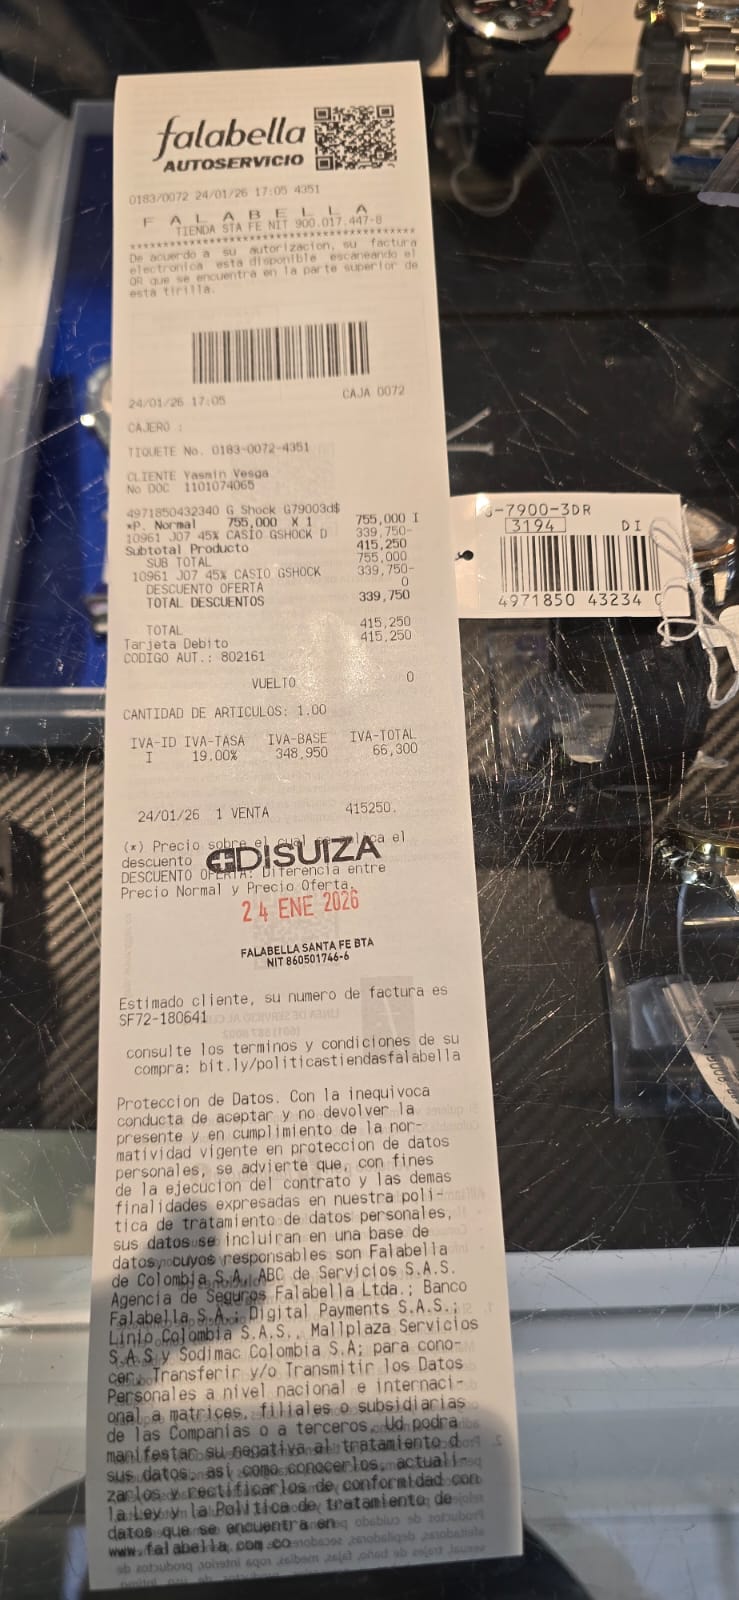 falabella
AUTOSERVICIO
0183/0072 24/01/26 17:05 4351
F A L A B E L L A
TIENDA STA FE NIT 900.017.447-8
****************************************
De acuerdo a su autorizacion, su factura
electronica esta disponible escaneando el
QR que se encuentra en la parte superior de
esta tirilla.
24/01/26 17:05 CAJA 0072
CAJERO :
TIQUETE No. 0183-0072-4351
CLIENTE Yasmin Vesga
No DOC 1101074065
4971850432340 G Shock G79003d$
*P. Normal 755,000 X 1 755,000 I
10961 J07 45% CASIO GSHOCK D 339,750-
Subtotal Producto 415,250
SUB TOTAL 755,000
10961 J07 45% CASIO GSHOCK 339,750-
DESCUENTO OFERTA 0
TOTAL DESCUENTOS 339,750
TOTAL 415,250
Tarjeta Debito 415,250
CODIGO AUT.: 802161
VUELTO 0
CANTIDAD DE ARTICULOS: 1.00
IVA-ID IVA-TASA IVA-BASE IVA-TOTAL
I 19.00% 348,950 66,300
24/01/26 1 VENTA 415250.
(*) Precio sobre el cual se aplica el
descuento
DISUIZA
DESCUENTO OFERTA: Diferencia entre
Precio Normal y Precio Oferta.
24 ENE 2026
FALABELLA SANTA FE BTA
NIT 860501746-6
Estimado cliente, su numero de factura es
SF72-180641
consulte los terminos y condiciones de su
compra: bit.ly/politicastiendasfalabella
Proteccion de Datos. Con la inequivoca
conducta de aceptar y no devolver la
presente y en cumplimiento de la nor-
matividad vigente en proteccion de datos
personales, se advierte que, con fines
de la ejecucion del contrato y las demas
finalidades expresadas en nuestra poli-
tica de tratamiento de datos personales,
sus datos se incluiran en una base de
datos, cuyos responsables son Falabella
de Colombia S.A, ABC de Servicios S.A.S.
Agencia de Seguros Falabella Ltda.; Banco
Falabella S.A.; Digital Payments S.A.S.;
Linio Colombia S.A.S., Mallplaza Servicios
S.A.S y Sodimac Colombia S.A; para cono-
cer, Transferir y/o Transmitir los Datos
Personales a nivel nacional e internaci-
onal a matrices, filiales o subsidiarias
de las Companias o a terceros. Ud podra
manifestar su negativa al tratamiento d
sus datos, asi como conocerlos, actuali-
zarlos y rectificarlos de conformidad con
la Ley y la Politica de tratamiento de
datos que se encuentra en
www.falabella.com.co
-7900-3DR
3194 DI
4971850 43234